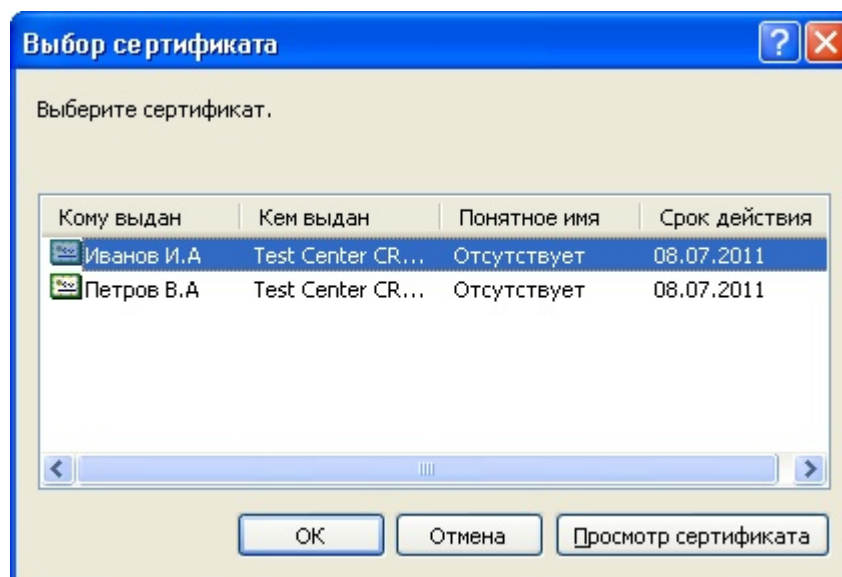 Выбор сертификата
Выберите сертификат.
Кому выдан Кем выдан Понятное имя Срок действия
Иванов И.А Test Center CR... Отсутствует 08.07.2011
Петров В.А Test Center CR... Отсутствует 08.07.2011
ОК Отмена Просмотр сертификата